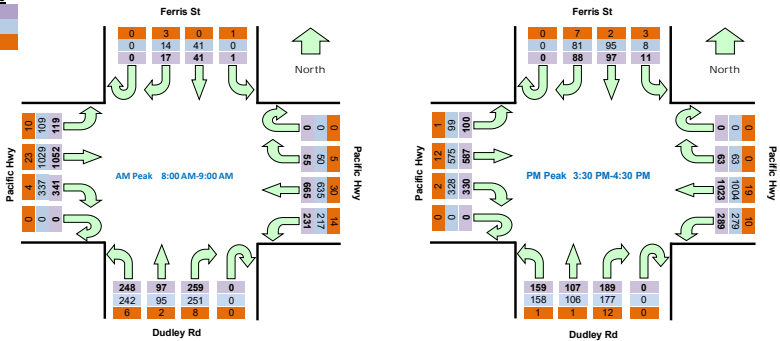 Ferris St
0 3 0 1
0 14 41 0
0 17 41 1
North
Pacific Hwy
10 109 119
23 1029 1052
4 337 341
0 0 0
AM Peak 8:00 AM-9:00 AM
0 0 0
55 50 5
665 635 30
231 217 14
Pacific Hwy
248 97 259 0
242 95 251 0
6 2 8 0
Dudley Rd
Ferris St
0 7 2 3
0 81 95 8
0 88 97 11
North
Pacific Hwy
1 99 100
12 575 587
2 328 330
0 0 0
PM Peak 3:30 PM-4:30 PM
0 0 0
63 63 0
1023 1004 19
289 279 10
Pacific Hwy
159 107 189 0
158 106 177 0
1 1 12 0
Dudley Rd